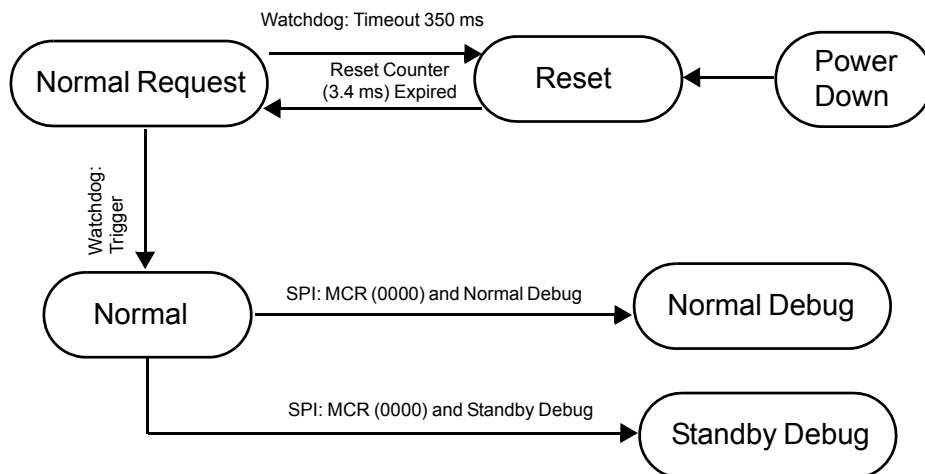 Watchdog: Timeout 350 ms
Normal Request
Reset Counter
(3.4 ms) Expired
Reset
Power
Down
Watchdog:
Trigger
Normal
SPI: MCR (0000) and Normal Debug
Normal Debug
SPI: MCR (0000) and Standby Debug
Standby Debug